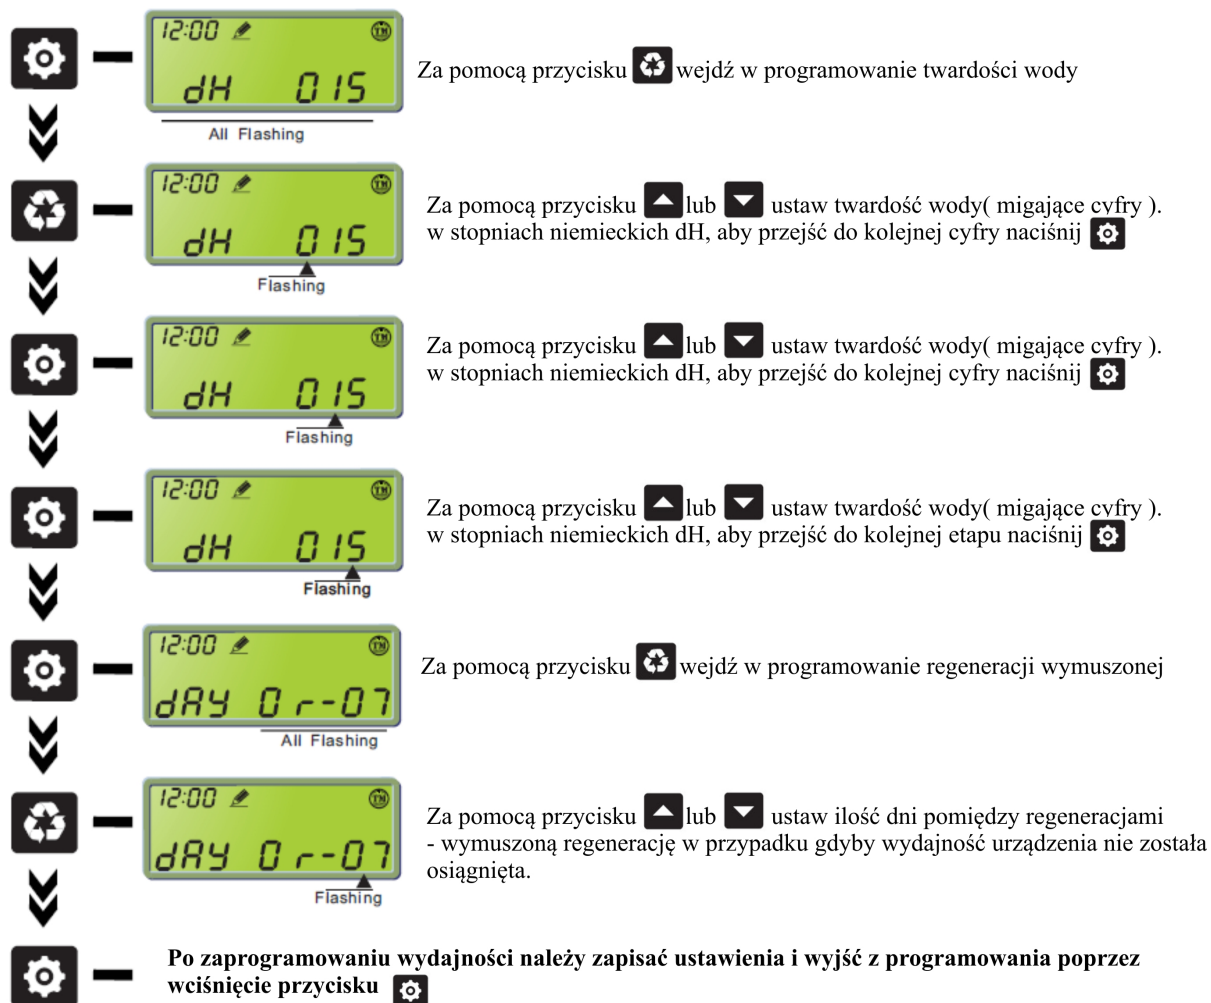 12:00 TM
dH 015
All Flashing
Za pomocą przycisku wejdź w programowanie twardości wody
12:00 TM
dH 015
Flashing
Za pomocą przycisku lub ustaw twardość wody( migające cyfry ).
w stopniach niemieckich dH, aby przejść do kolejnej cyfry naciśnij
12:00 TM
dH 015
Flashing
Za pomocą przycisku lub ustaw twardość wody( migające cyfry ).
w stopniach niemieckich dH, aby przejść do kolejnej cyfry naciśnij
12:00 TM
dH 015
Flashing
Za pomocą przycisku lub ustaw twardość wody( migające cyfry ).
w stopniach niemieckich dH, aby przejść do kolejnej etapu naciśnij
12:00 TM
dAY 0r-07
All Flashing
Za pomocą przycisku wejdź w programowanie regeneracji wymuszonej
12:00 TM
dAY 0r-07
Flashing
Za pomocą przycisku lub ustaw ilość dni pomiędzy regeneracjami
- wymuszoną regenerację w przypadku gdyby wydajność urządzenia nie została
osiągnięta.
Po zaprogramowaniu wydajności należy zapisać ustawienia i wyjść z programowania poprzez
wciśnięcie przycisku